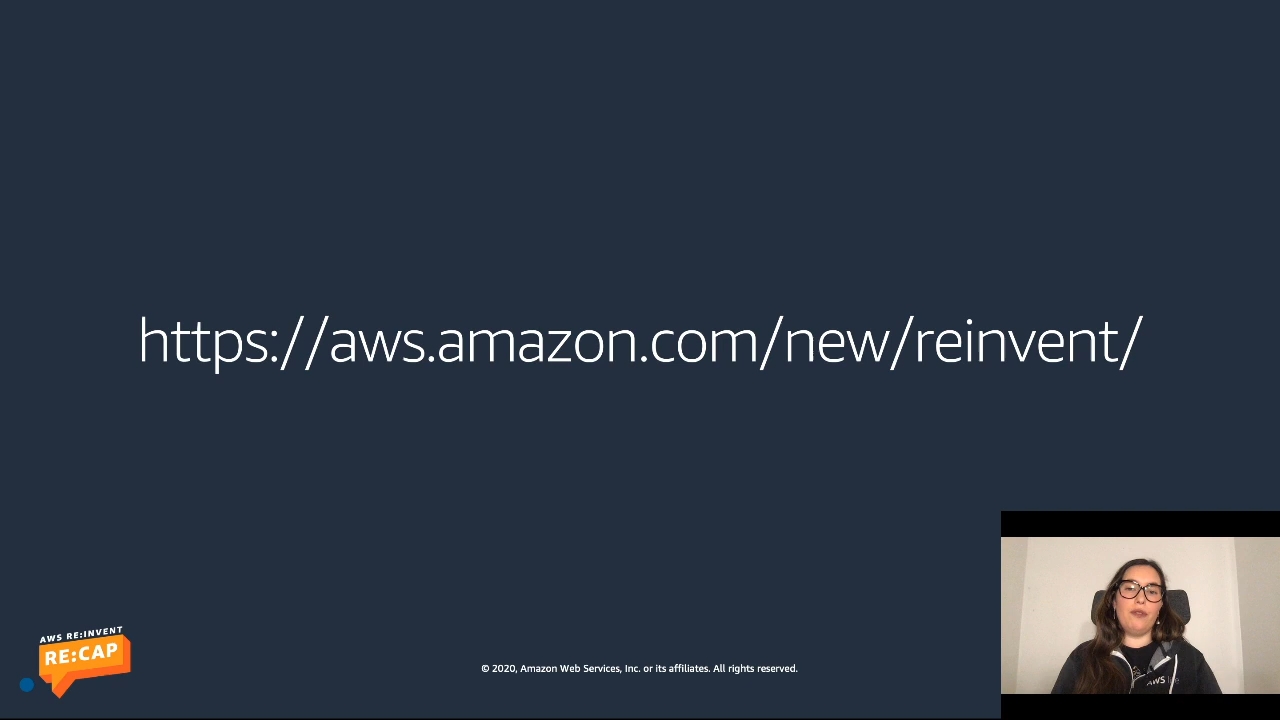 https://aws.amazon.com/new/reinvent/
AWS RE:INVENT
RE:CAP
© 2020, Amazon Web Services, Inc. or its affiliates. All rights reserved.
AWS